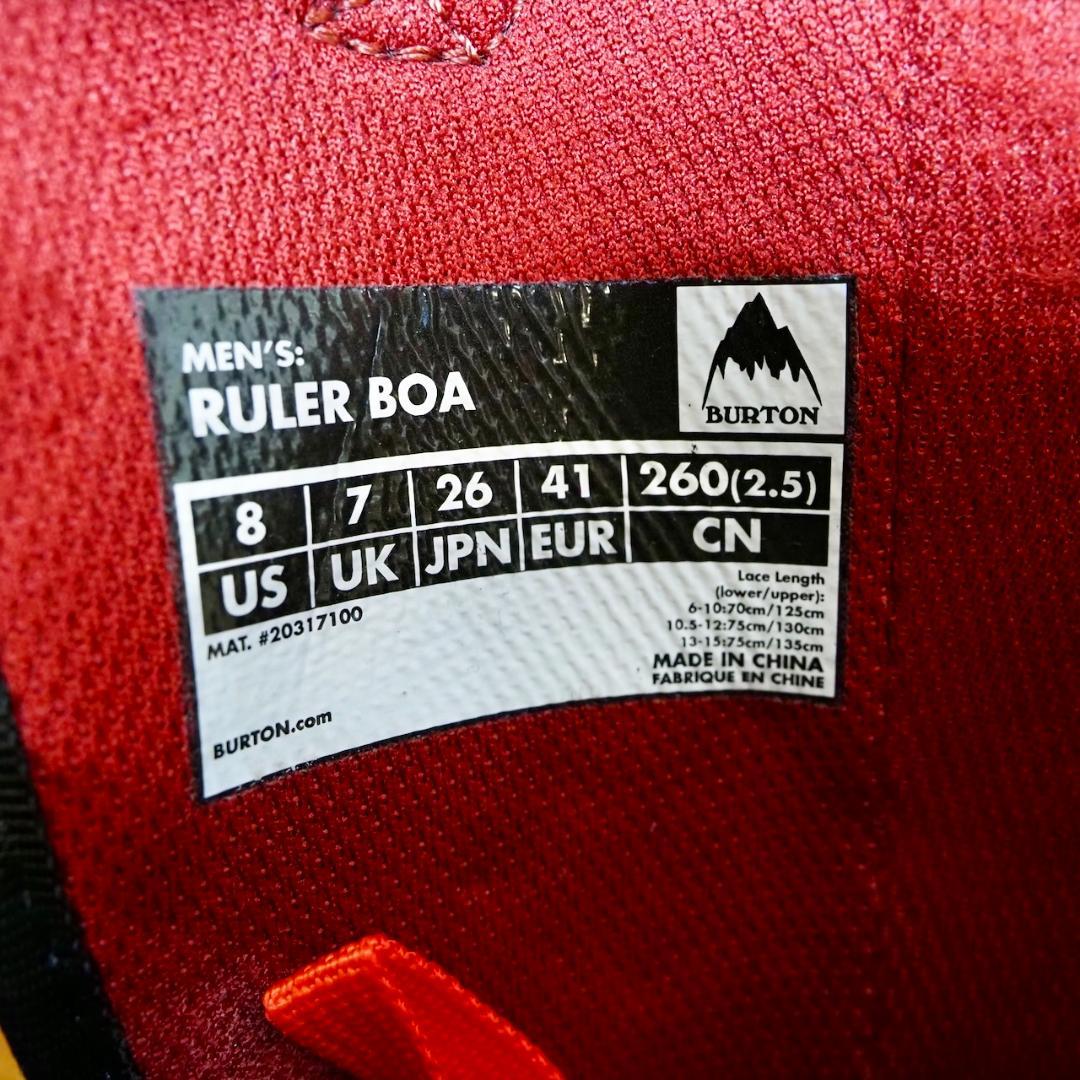 MEN'S:
RULER BOA
BURTON
8 7 26 41 260(2.5)
US UK JPN EUR CN
MAT. #20317100
Lace Length
(lower/upper):
6-10:70cm/125cm
10.5-12:75cm/130cm
13-15:75cm/135cm
MADE IN CHINA
FABRIQUE EN CHINE
BURTON.com